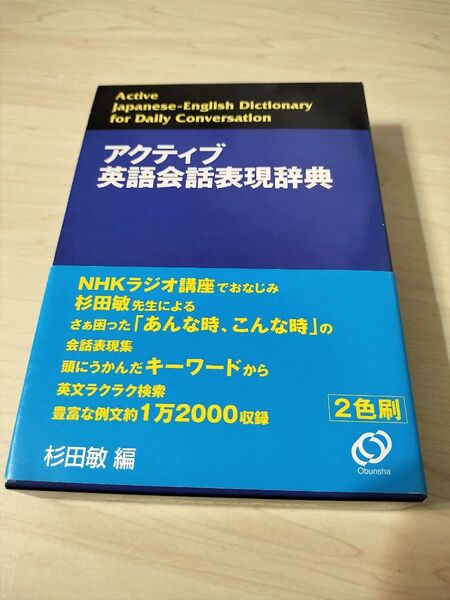 Active
Japanese-English Dictionary
for Daily Conversation
アクティブ
英語会話表現辞典
NHKラジオ講座でおなじみ
杉田敏先生による
さぁ困った「あんな時、こんな時」の
会話表現集
頭にうかんだキーワードから
英文ラクラク検索
豊富な例文約1万2000収録
2色刷
杉田敏 編
Obunsha